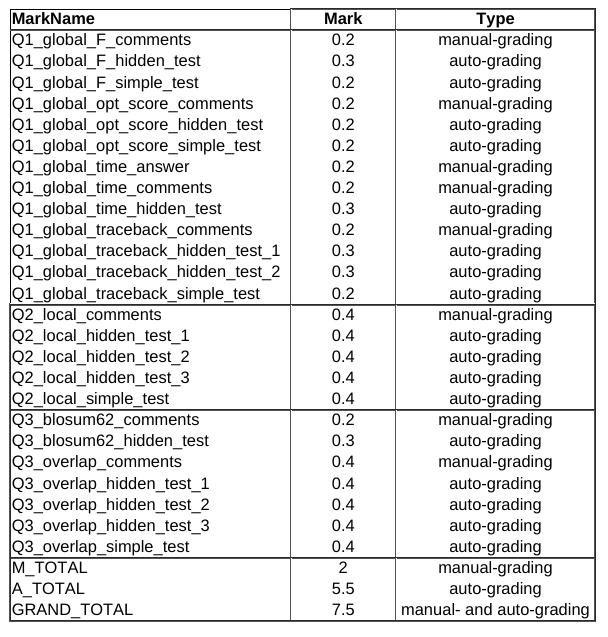 MarkName Mark Type
Q1_global_F_comments 0.2 manual-grading
Q1_global_F_hidden_test 0.3 auto-grading
Q1_global_F_simple_test 0.2 auto-grading
Q1_global_opt_score_comments 0.2 manual-grading
Q1_global_opt_score_hidden_test 0.2 auto-grading
Q1_global_opt_score_simple_test 0.2 auto-grading
Q1_global_time_answer 0.2 manual-grading
Q1_global_time_comments 0.2 manual-grading
Q1_global_time_hidden_test 0.3 auto-grading
Q1_global_traceback_comments 0.2 manual-grading
Q1_global_traceback_hidden_test_1 0.3 auto-grading
Q1_global_traceback_hidden_test_2 0.3 auto-grading
Q1_global_traceback_simple_test 0.2 auto-grading
Q2_local_comments 0.4 manual-grading
Q2_local_hidden_test_1 0.4 auto-grading
Q2_local_hidden_test_2 0.4 auto-grading
Q2_local_hidden_test_3 0.4 auto-grading
Q2_local_simple_test 0.4 auto-grading
Q3_blosum62_comments 0.2 manual-grading
Q3_blosum62_hidden_test 0.3 auto-grading
Q3_overlap_comments 0.4 manual-grading
Q3_overlap_hidden_test_1 0.4 auto-grading
Q3_overlap_hidden_test_2 0.4 auto-grading
Q3_overlap_hidden_test_3 0.4 auto-grading
Q3_overlap_simple_test 0.4 auto-grading
M_TOTAL 2 manual-grading
A_TOTAL 5.5 auto-grading
GRAND_TOTAL 7.5 manual- and auto-grading